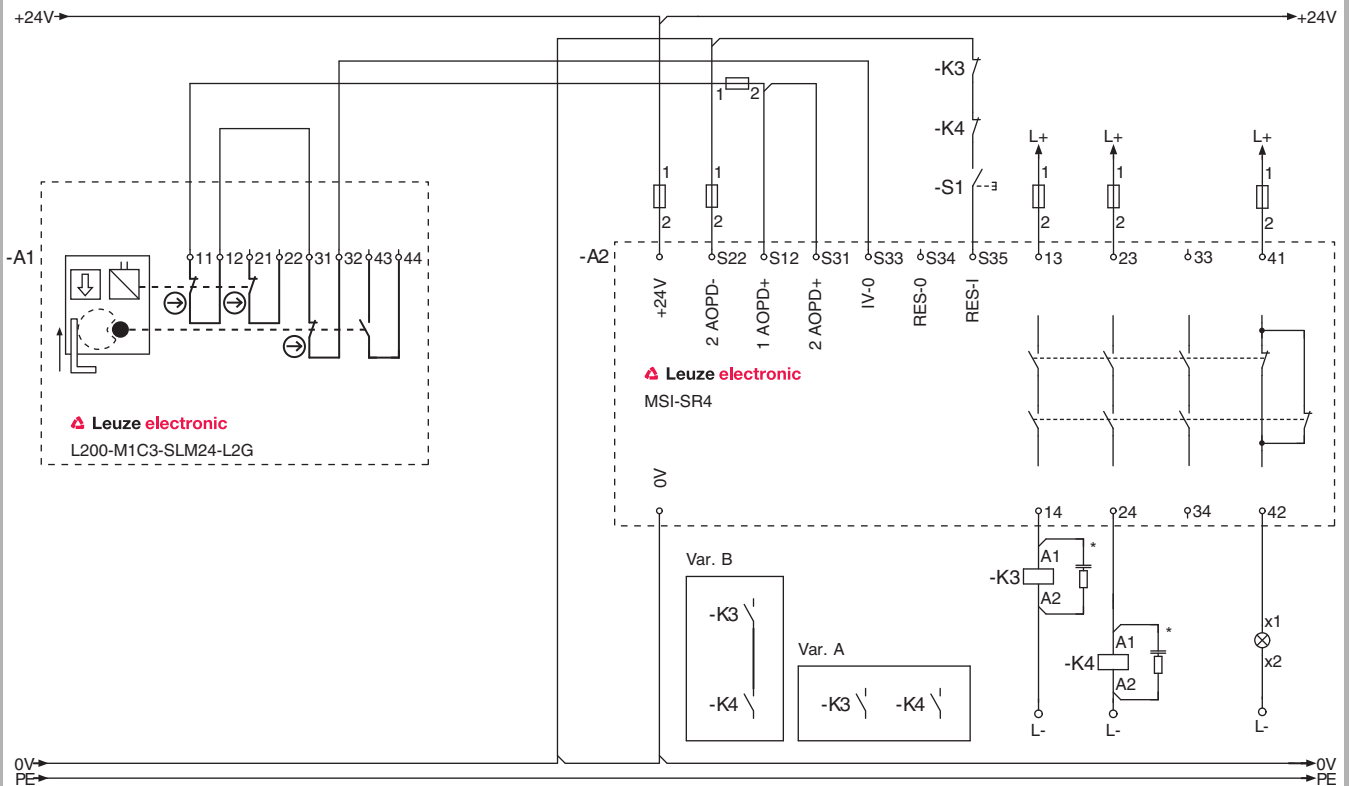 +24V
+24V
-K3
-K4
-S1
1 2
L+ L+ L+
1 1 1 1 1
2 2 2 2 2
-A1
11 12 21 22 31 32 43 44
-A2
S22 S12 S31 S33 S34 S35 13 23 33 41
+24V
2 AOPD-
1 AOPD+
2 AOPD+
IV-0
RES-0
RES-I
Leuze electronic
MSI-SR4
Leuze electronic
L200-M1C3-SLM24-L2G
0V
14 24 34 42
Var. B
-K3
-K4
Var. A
-K3 -K4
A1
*
-K3
A2
A1
*
-K4
A2
x1
x2
L- L- L-
0V
0V
PE
PE